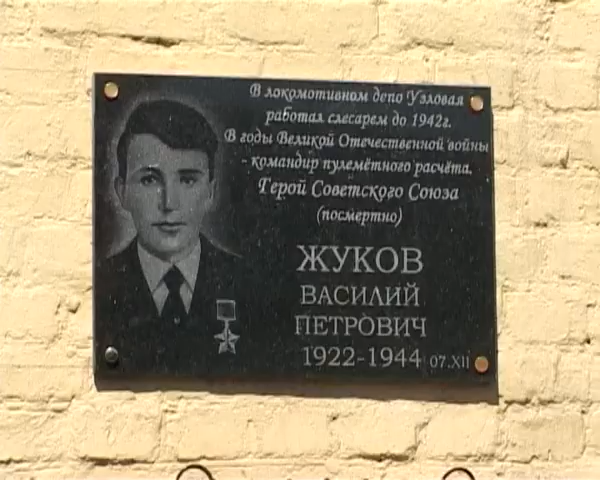 В локомотивном депо Узловая
работал слесарем до 1942г.
В годы Великой Отечественной войны
- командир пулемётного расчёта.
Герой Советского Союза
(посмертно)
ЖУКОВ
ВАСИЛИЙ
ПЕТРОВИЧ
1922-1944 07.XII